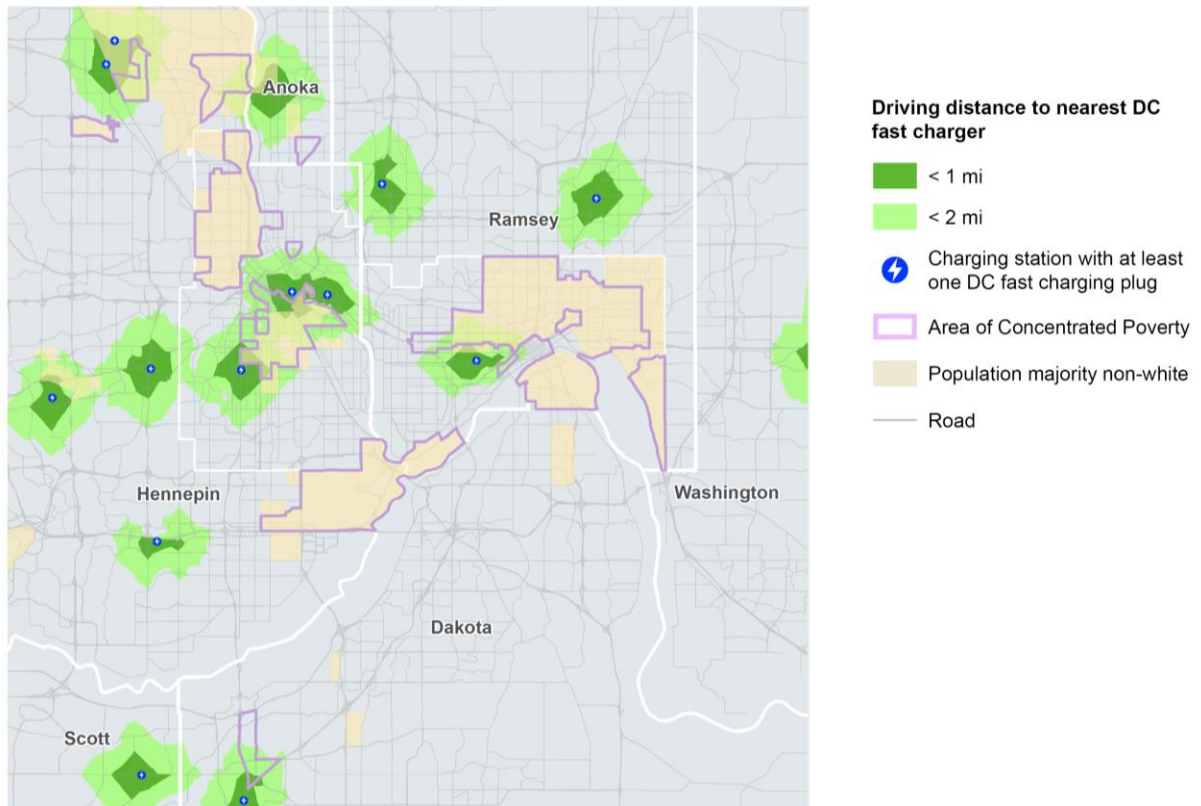 Anoka
Ramsey
Hennepin
Washington
Dakota
Scott
Driving distance to nearest DC
fast charger
< 1 mi
< 2 mi
Charging station with at least
one DC fast charging plug
Area of Concentrated Poverty
Population majority non-white
Road